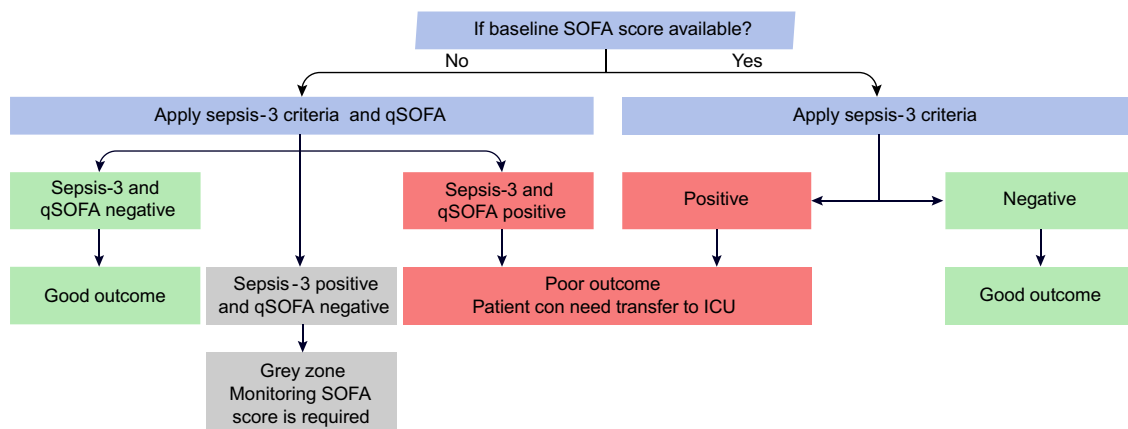 If baseline SOFA score available?
No
Yes
Apply sepsis-3 criteria and qSOFA
Apply sepsis-3 criteria
Sepsis-3 and
qSOFA negative
Sepsis-3 and
qSOFA positive
Positive
Negative
Good outcome
Sepsis-3 positive
and qSOFA negative
Poor outcome
Patient con need transfer to ICU
Good outcome
Grey zone
Monitoring SOFA
score is required